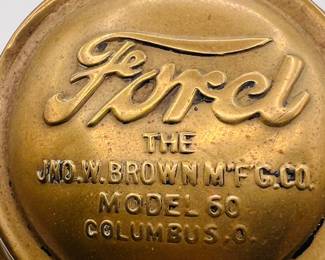 Ford
THE
JNO.W.BROWN M'F'G.CO.
MODEL 60
COLUMBUS.O.